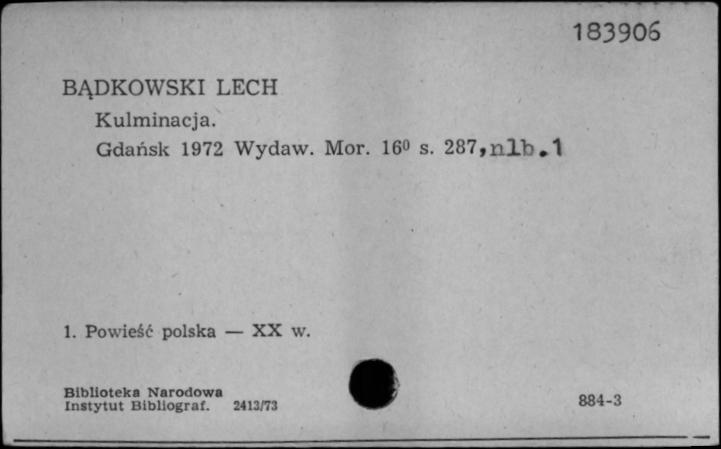 183906
BĄDKOWSKI LECH
Kulminacja.
Gdańsk 1972 Wydaw. Mor. 16⁰ s. 287, nlb.1
1. Powieść polska — XX w.
Biblioteka Narodowa
Instytut Bibliograf. 2413/73
884-3